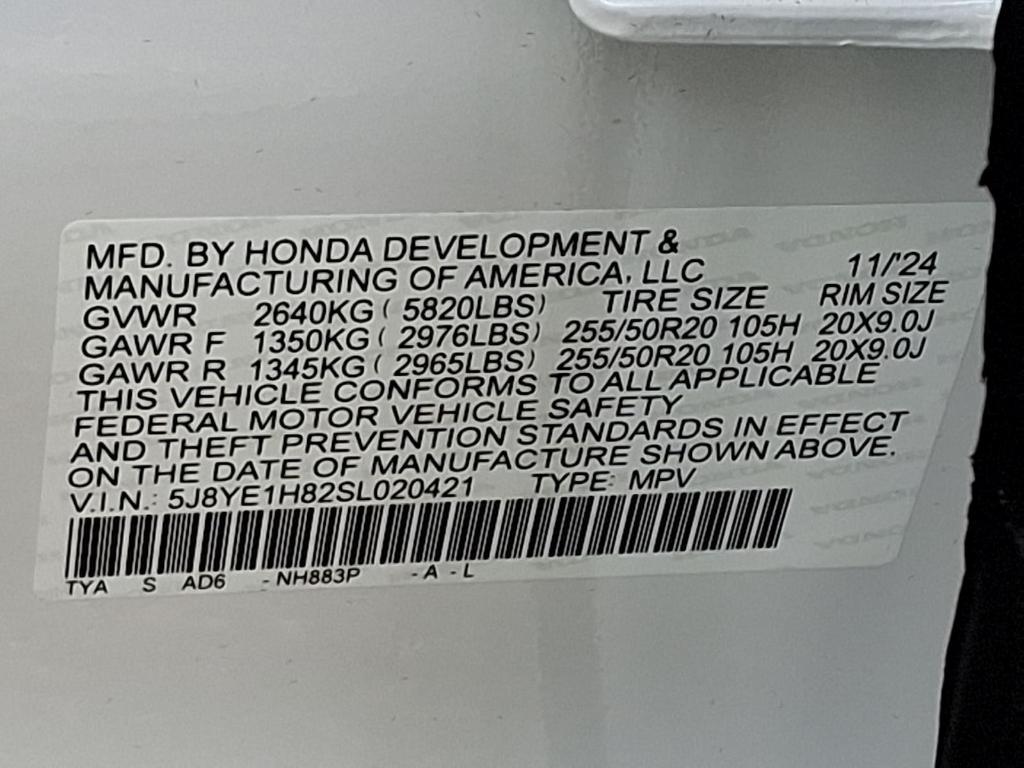 MFD. BY HONDA DEVELOPMENT &
MANUFACTURING OF AMERICA, LLC 11/'24
GVWR 2640KG ( 5820LBS) TIRE SIZE RIM SIZE
GAWR F 1350KG ( 2976LBS) 255/50R20 105H 20X9.0J
GAWR R 1345KG ( 2965LBS) 255/50R20 105H 20X9.0J
THIS VEHICLE CONFORMS TO ALL APPLICABLE
FEDERAL MOTOR VEHICLE SAFETY
AND THEFT PREVENTION STANDARDS IN EFFECT
ON THE DATE OF MANUFACTURE SHOWN ABOVE.
V.I.N.: 5J8YE1H82SL020421 TYPE: MPV
TYA S AD6 - NH883P - A - L